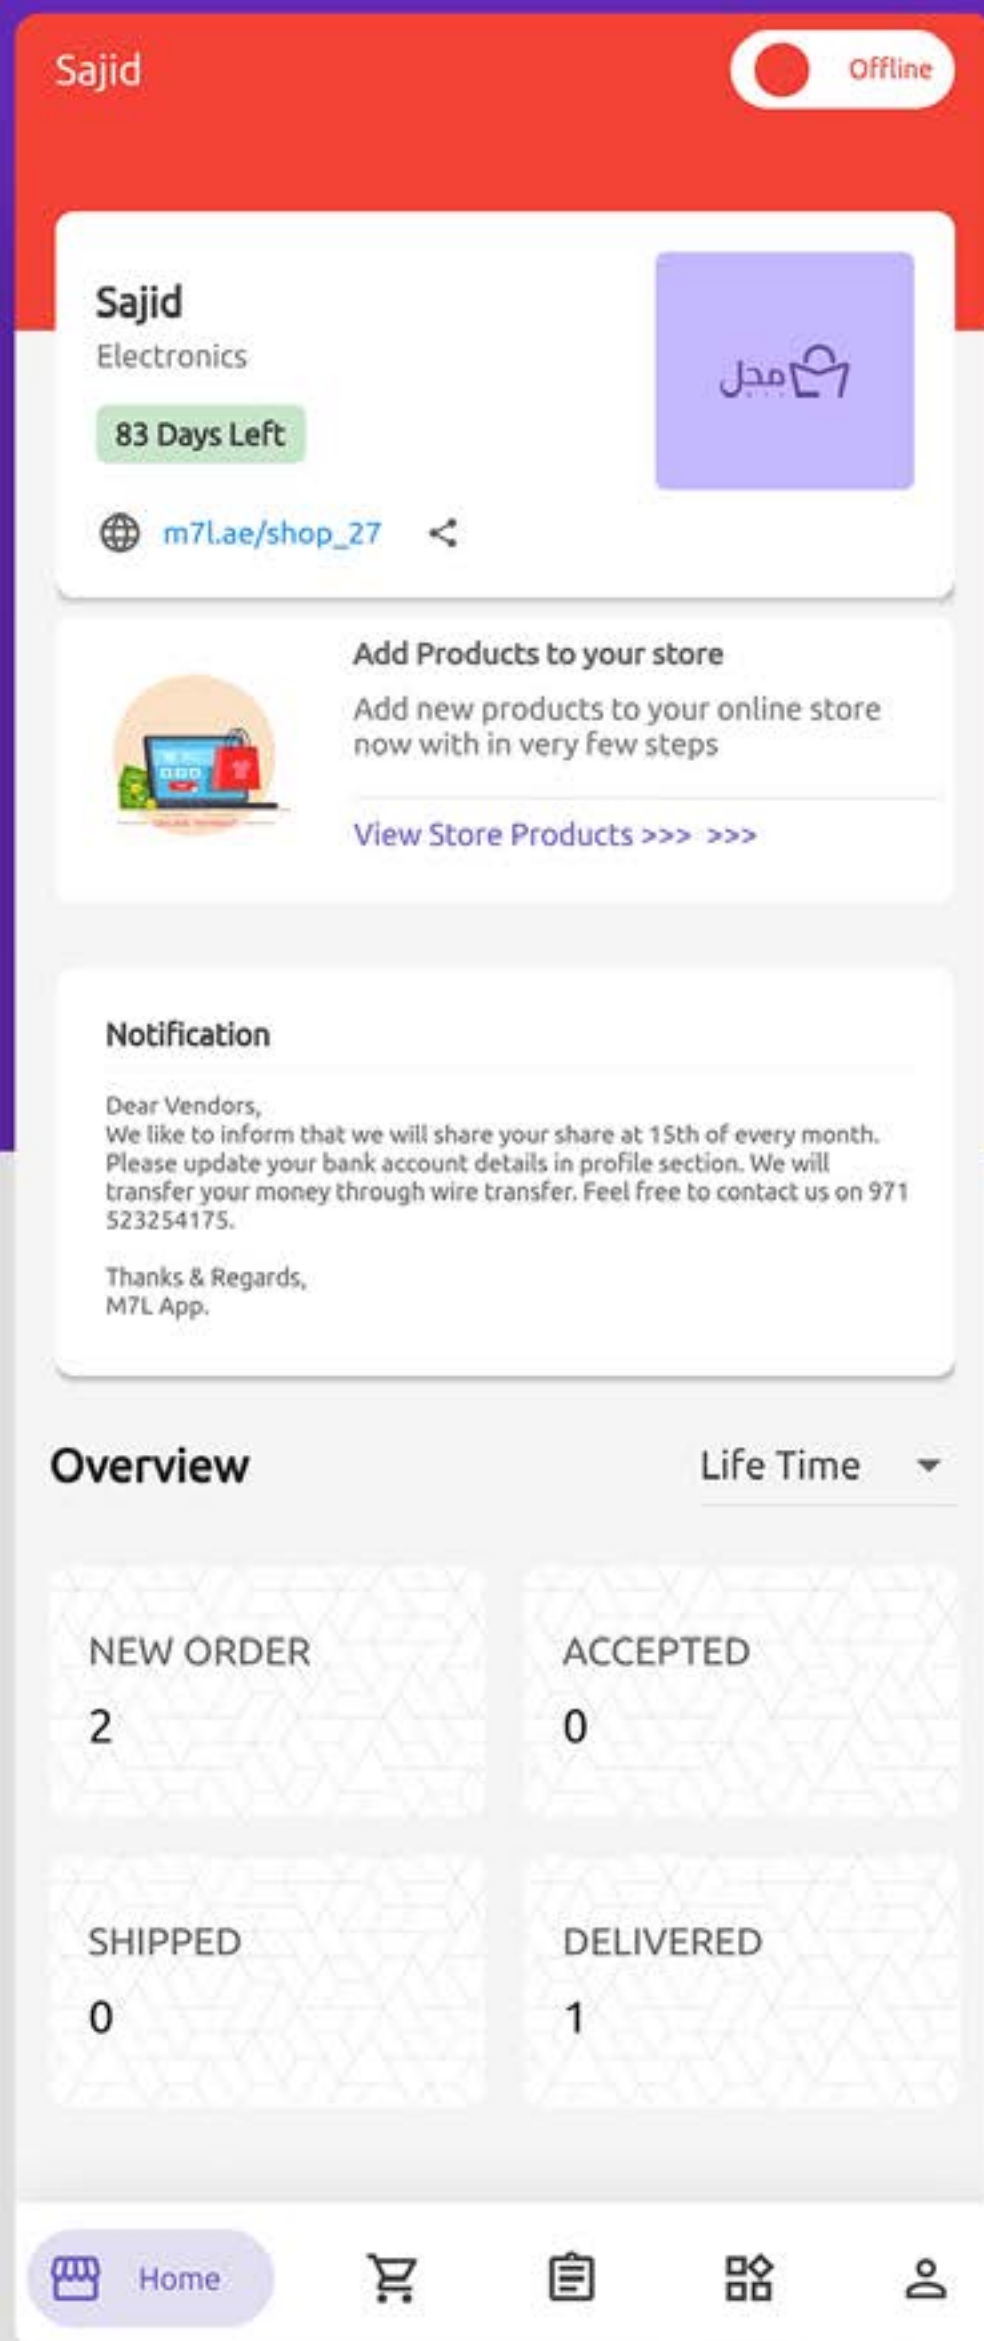 Sajid
Offline
Sajid
Electronics
83 Days Left
محل
m7l.ae/shop_27
Add Products to your store
Add new products to your online store
now with in very few steps
View Store Products >>> >>>
Notification
Dear Vendors,
We like to inform that we will share your share at 15th of every month.
Please update your bank account details in profile section. We will
transfer your money through wire transfer. Feel free to contact us on 971
523254175.
Thanks & Regards,
M7L App.
Overview
Life Time
NEW ORDER
2
ACCEPTED
0
SHIPPED
0
DELIVERED
1
Home